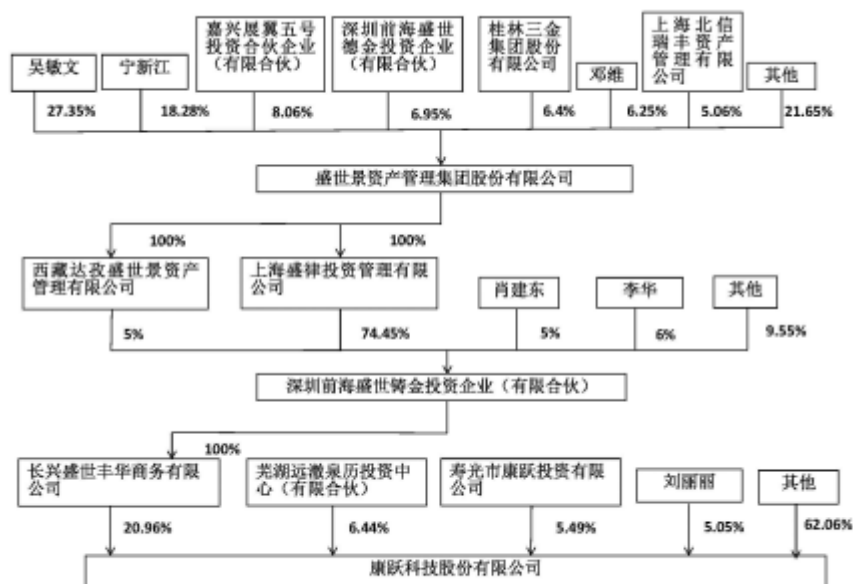 吴敏文
宁新江
嘉兴展翼五号
投资合伙企业
（有限合伙）
深圳前海盛世
德金投资企业
（有限合伙）
桂林三金
集团股份
有限公司
邓维
上海北信
瑞丰资产
管理有限
公司
其他
27.35%
18.28%
8.06%
6.95%
6.4%
6.25%
5.06%
21.65%
盛世景资产管理集团股份有限公司
100%
100%
西藏达孜盛世景资产
管理有限公司
上海盛律投资管理有限
公司
肖建东
李华
其他
5%
74.45%
5%
6%
9.55%
深圳前海盛世铸金投资企业（有限合伙）
100%
长兴盛世丰华商务有限
公司
芜湖远澈泉历投资中
心（有限合伙）
寿光市康跃投资有限
公司
刘丽丽
其他
20.96%
6.44%
5.49%
5.05%
62.06%
康跃科技股份有限公司